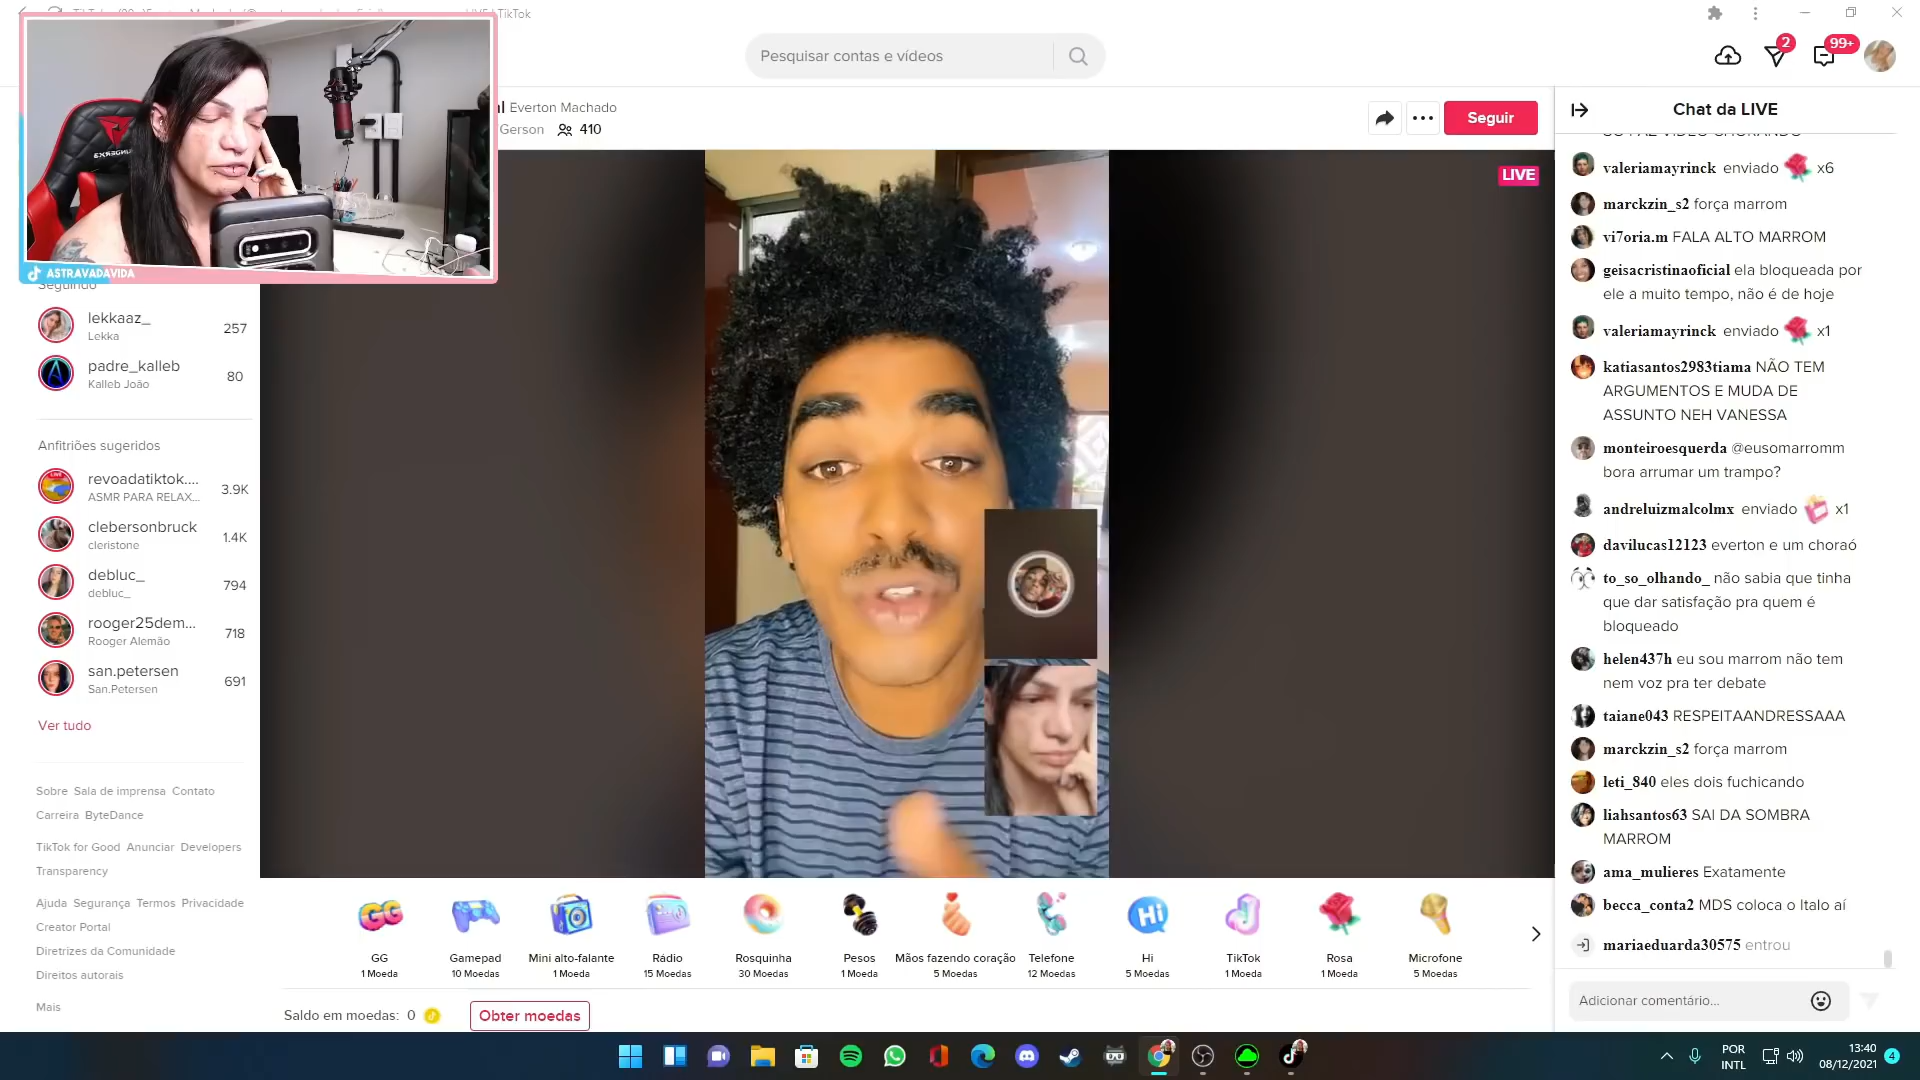 LIVE | TikTok
Pesquisar contas e vídeos
2
99+
ASTRAVADAVIDA
Everton Machado
Gerson
410
Seguir
LIVE
Seguindo
lekkaaz_
Lekka
257
padre_kalleb
Kalleb João
80
Anfitriões sugeridos
revoadatiktok....
ASMR PARA RELAX...
3.9K
clebersonbruck
cleristone
1.4K
debluc_
debluc_
794
rooger25dem...
Rooger Alemão
718
san.petersen
San.Petersen
691
Ver tudo
Sobre Sala de imprensa Contato
Carreira ByteDance
TikTok for Good Anunciar Developers
Transparency
Ajuda Segurança Termos Privacidade
Creator Portal
Diretrizes da Comunidade
Direitos autorais
Mais
GG
1 Moeda
Gamepad
10 Moedas
Mini alto-falante
1 Moeda
Rádio
15 Moedas
Rosquinha
30 Moedas
Pesos
1 Moeda
Mãos fazendo coração
5 Moedas
Telefone
12 Moedas
Hi
Hi
5 Moedas
TikTok
1 Moeda
Rosa
1 Moeda
Microfone
5 Moedas
Saldo em moedas: 0
Obter moedas
Chat da LIVE
valeriamayrinck enviado x6
marckzin_s2 força marrom
vi7oria.m FALA ALTO MARROM
geisacristinaoficial ela bloqueada por
ele a muito tempo, não é de hoje
valeriamayrinck enviado x1
katiasantos2983tiama NÃO TEM
ARGUMENTOS E MUDA DE
ASSUNTO NEH VANESSA
monteiroesquerda @eusomarromm
bora arrumar um trampo?
andreluizmalcolmx enviado x1
davilucas12123 everton e um choraó
to_so_olhando_ não sabia que tinha
que dar satisfação pra quem é
bloqueado
helen437h eu sou marrom não tem
nem voz pra ter debate
taiane043 RESPEITAANDRESSAAA
marckzin_s2 força marrom
leti_840 eles dois fuchicando
liahsantos63 SAI DA SOMBRA
MARROM
ama_mulieres Exatamente
becca_conta2 MDS coloca o Italo aí
mariaeduarda30575 entrou
Adicionar comentário...
POR
INTL
13:40
08/12/2021
4